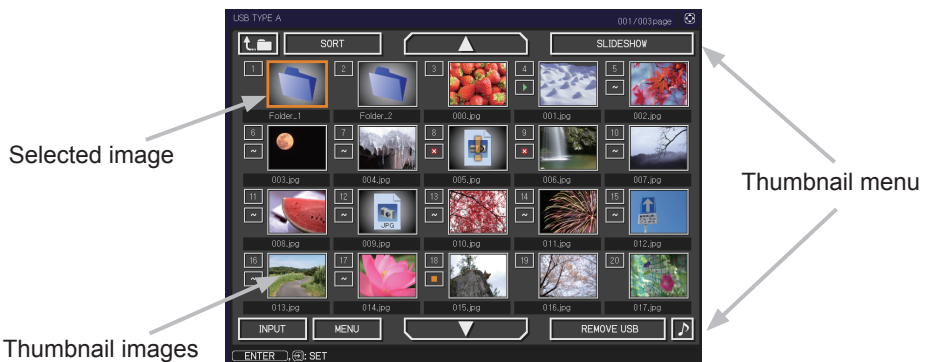 USB TYPE A 001/003page
SORT SLIDESHOW
1 2 3 4 5
Folder_1 Folder_2 000.jpg 001.jpg 002.jpg
Selected image
6 7 8 9 10
003.jpg 004.jpg 005.jpg 006.jpg 007.jpg
Thumbnail menu
11 12 13 14 15
JPG
008.jpg 009.jpg 010.jpg 011.jpg 012.jpg
16 17 18 19 20
013.jpg 014.jpg 015.jpg 016.jpg 017.jpg
Thumbnail images
INPUT MENU REMOVE USB
ENTER , : SET